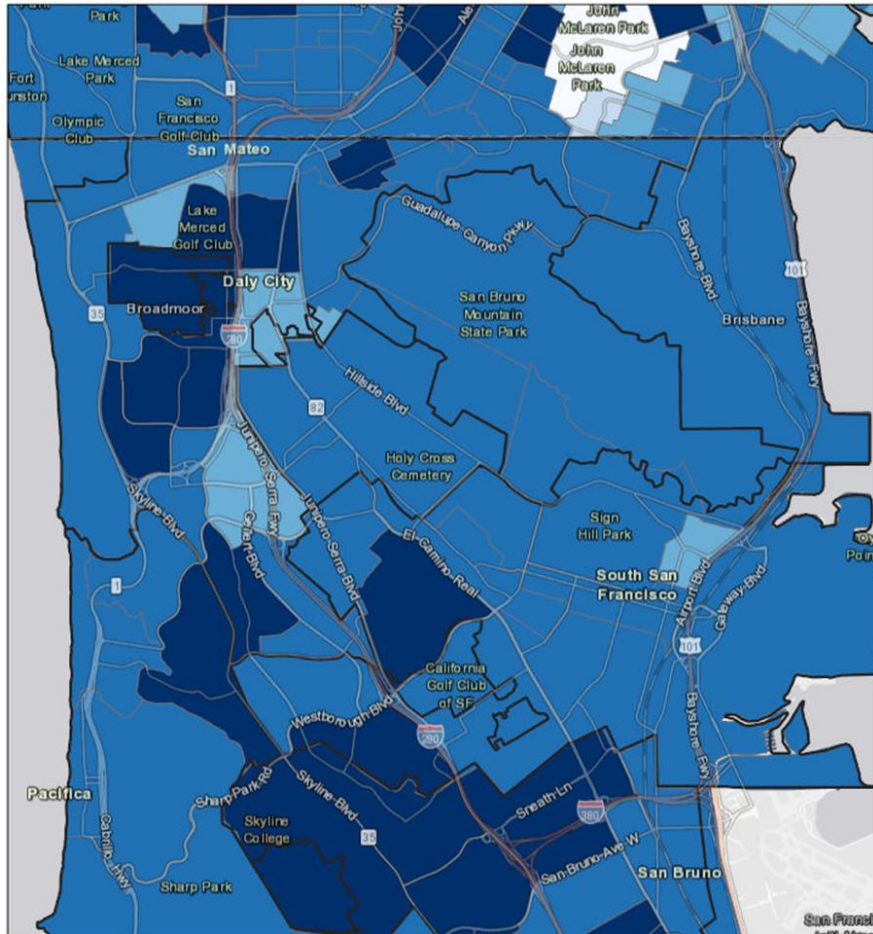 Park
Park
John
McLaren Park
John
McLaren
Park
Lake Merced
Park
Fort
1
San
Francisco
Golf Club
Olympic
Club
San Mateo
Lake
Merced
Golf Club
Guadalupe Canyon Pkwy
Bayshore Blvd
101
Daly City
Broadmoor
35
280
San Bruno
Mountain
State Park
Brisbane
Bayshore Fwy
82
Hillside Blvd
Holy Cross
Cemetery
Junipero Serra Fwy
Skyline Blvd
Gellert Blvd
Junipero Serra Blvd
El Camino Real
Sign
Hill Park
South San
Francisco
Airport Blvd
Gateway Blvd
1
101
California
Golf Club
of SF
Westborough Blvd
280
Bayshore Fwy
Pacifica
Sharp Park Rd
Skyline Blvd
Sneath Ln
380
Skyline
College
35
San Bruno Ave W
San Bruno
Cabrillo Hwy
Sharp Park